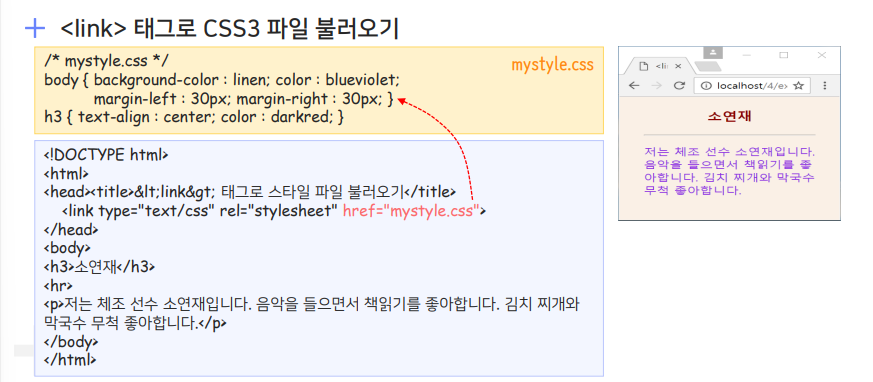 + <link> 태그로 CSS3 파일 불러오기
/* mystyle.css */
mystyle.css
body { background-color : linen; color : blueviolet;
margin-left : 30px; margin-right : 30px; }
h3 { text-align : center; color : darkred; }
<!DOCTYPE html>
<html>
<head><title>&lt;link&gt; 태그로 스타일 파일 불러오기</title>
<link type="text/css" rel="stylesheet" href="mystyle.css">
</head>
<body>
<h3>소연재</h3>
<hr>
<p>저는 체조 선수 소연재입니다. 음악을 들으면서 책읽기를 좋아합니다. 김치 찌개와
막국수 무척 좋아합니다.</p>
</body>
</html>
<li
localhost/4/ex
소연재
저는 체조 선수 소연재입니다.
음악을 들으면서 책읽기를 좋
아합니다. 김치 찌개와 막국수
무척 좋아합니다.